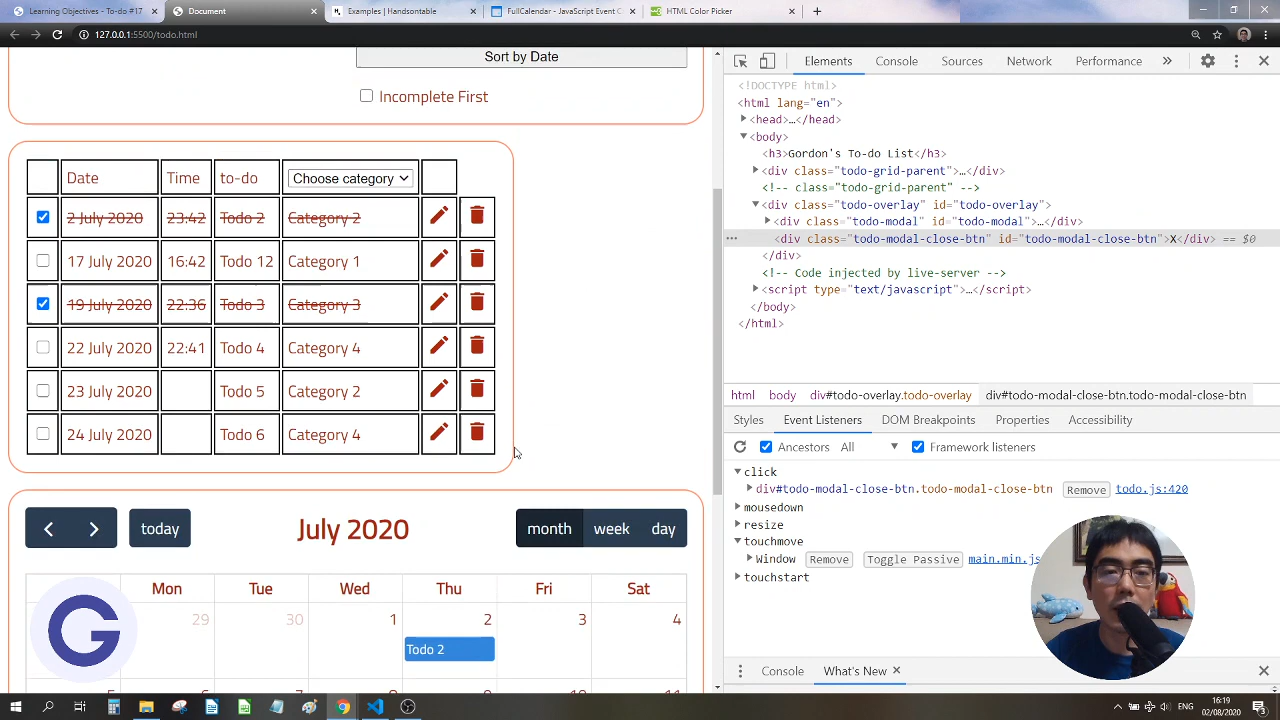 Learning Objectives - To-do #17
Document
Examples | Handsontable
FullCalendar - JavaScript Event C
HTML Color Picker
127.0.0.1:5500/todo.html
Sort by Date
Incomplete First
Date Time to-do Choose category
2 July 2020 23:42 Todo 2 Category 2
17 July 2020 16:42 Todo 12 Category 1
19 July 2020 22:36 Todo 3 Category 3
22 July 2020 22:41 Todo 4 Category 4
23 July 2020 Todo 5 Category 2
24 July 2020 Todo 6 Category 4
today
July 2020
month week day
Mon Tue Wed Thu Fri Sat
29 30 1 2 3 4
Todo 2
G
Elements Console Sources Network Performance »
<!DOCTYPE html>
<html lang="en">
<head>…</head>
<body>
<h3>Gordon's To-do List</h3>
<div class="todo-grid-parent">…</div>
<!-- class="todo-grid-parent" -->
<div class="todo-overlay" id="todo-overlay">
<div class="todo-modal" id="todo-modal">…</div>
<div class="todo-modal-close-btn" id="todo-modal-close-btn">X</div> == $0
</div>
<!-- Code injected by live-server -->
<script type="text/javascript">…</script>
</body>
</html>
html body div#todo-overlay.todo-overlay div#todo-modal-close-btn.todo-modal-close-btn
Styles Event Listeners DOM Breakpoints Properties Accessibility
Ancestors All Framework listeners
click
div#todo-modal-close-btn.todo-modal-close-btn Remove todo.js:420
mousedown
resize
touchmove
Window Remove Toggle Passive main.min.js
touchstart
Console What's New
ENG
16:19
02/08/2020